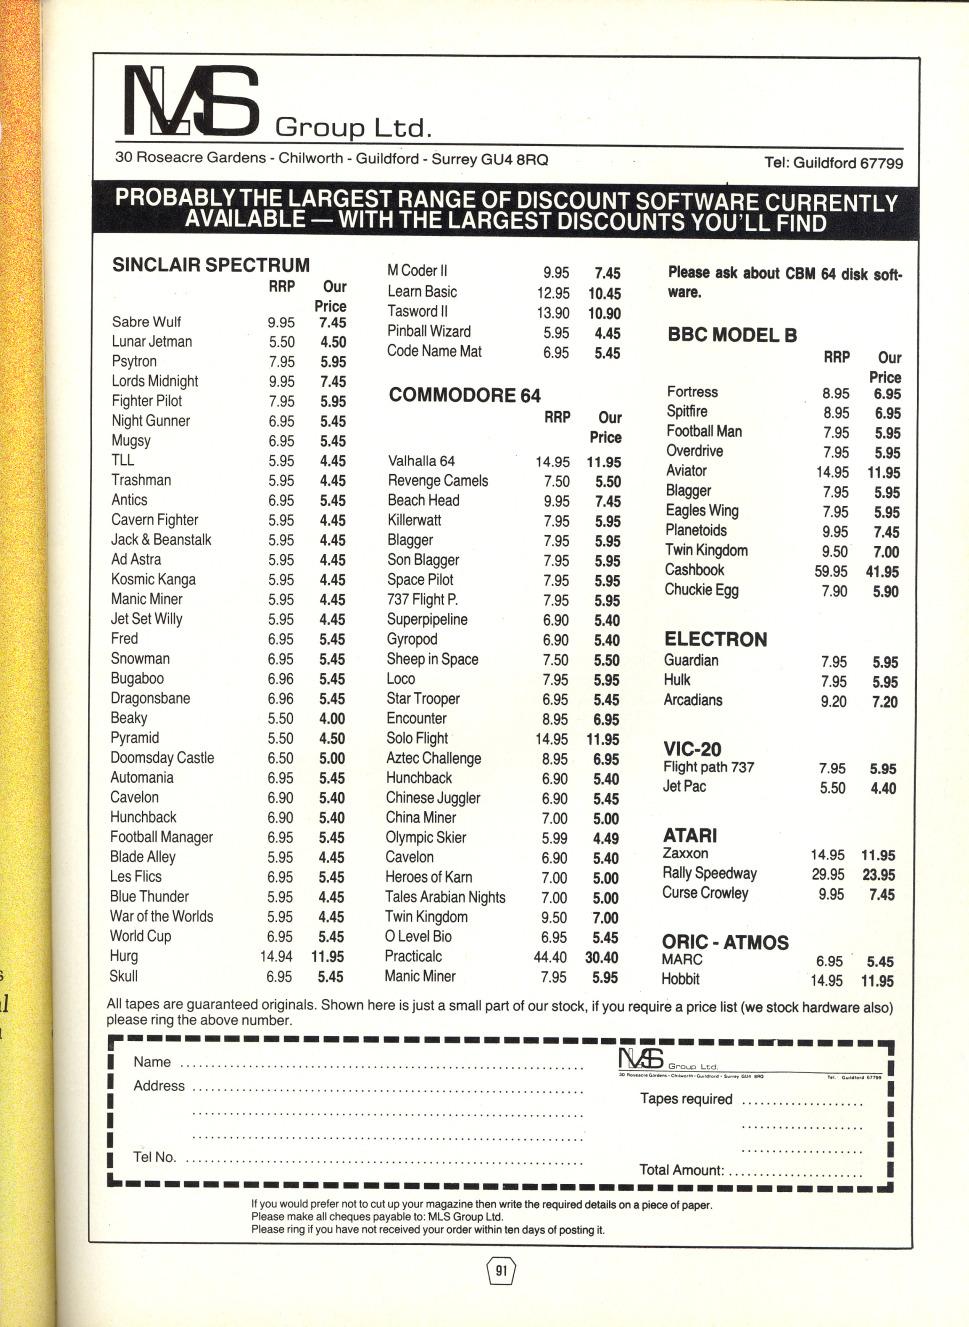 MLS Group Ltd.
30 Roseacre Gardens - Chilworth - Guildford - Surrey GU4 8RQ
Tel: Guildford 67799
PROBABLY THE LARGEST RANGE OF DISCOUNT SOFTWARE CURRENTLY
AVAILABLE — WITH THE LARGEST DISCOUNTS YOU'LL FIND
SINCLAIR SPECTRUM
RRP Our
Price
Sabre Wulf 9.95 7.45
Lunar Jetman 5.50 4.50
Psytron 7.95 5.95
Lords Midnight 9.95 7.45
Fighter Pilot 7.95 5.95
Night Gunner 6.95 5.45
Mugsy 6.95 5.45
TLL 5.95 4.45
Trashman 5.95 4.45
Antics 6.95 5.45
Cavern Fighter 5.95 4.45
Jack & Beanstalk 5.95 4.45
Ad Astra 5.95 4.45
Kosmic Kanga 5.95 4.45
Manic Miner 5.95 4.45
Jet Set Willy 5.95 4.45
Fred 6.95 5.45
Snowman 6.95 5.45
Bugaboo 6.96 5.45
Dragonsbane 6.96 5.45
Beaky 5.50 4.00
Pyramid 5.50 4.50
Doomsday Castle 6.50 5.00
Automania 6.95 5.45
Cavelon 6.90 5.40
Hunchback 6.90 5.40
Football Manager 6.95 5.45
Blade Alley 5.95 4.45
Les Flics 6.95 5.45
Blue Thunder 5.95 4.45
War of the Worlds 5.95 4.45
World Cup 6.95 5.45
Hurg 14.94 11.95
Skull 6.95 5.45
M Coder II 9.95 7.45
Learn Basic 12.95 10.45
Tasword II 13.90 10.90
Pinball Wizard 5.95 4.45
Code Name Mat 6.95 5.45
COMMODORE 64
RRP Our
Price
Valhalla 64 14.95 11.95
Revenge Camels 7.50 5.50
Beach Head 9.95 7.45
Killerwatt 7.95 5.95
Blagger 7.95 5.95
Son Blagger 7.95 5.95
Space Pilot 7.95 5.95
737 Flight P. 7.95 5.95
Superpipeline 6.90 5.40
Gyropod 6.90 5.40
Sheep in Space 7.50 5.50
Loco 7.95 5.95
Star Trooper 6.95 5.45
Encounter 8.95 6.95
Solo Flight 14.95 11.95
Aztec Challenge 8.95 6.95
Hunchback 6.90 5.40
Chinese Juggler 6.90 5.45
China Miner 7.00 5.00
Olympic Skier 5.99 4.49
Cavelon 6.90 5.40
Heroes of Karn 7.00 5.00
Tales Arabian Nights 7.00 5.00
Twin Kingdom 9.50 7.00
O Level Bio 6.95 5.45
Practicalc 44.40 30.40
Manic Miner 7.95 5.95
Please ask about CBM 64 disk soft-
ware.
BBC MODEL B
RRP Our
Price
Fortress 8.95 6.95
Spitfire 8.95 6.95
Football Man 7.95 5.95
Overdrive 7.95 5.95
Aviator 14.95 11.95
Blagger 7.95 5.95
Eagles Wing 7.95 5.95
Planetoids 9.95 7.45
Twin Kingdom 9.50 7.00
Cashbook 59.95 41.95
Chuckie Egg 7.90 5.90
ELECTRON
Guardian 7.95 5.95
Hulk 7.95 5.95
Arcadians 9.20 7.20
VIC-20
Flight path 737 7.95 5.95
Jet Pac 5.50 4.40
ATARI
Zaxxon 14.95 11.95
Rally Speedway 29.95 23.95
Curse Crowley 9.95 7.45
ORIC - ATMOS
MARC 6.95 5.45
Hobbit 14.95 11.95
All tapes are guaranteed originals. Shown here is just a small part of our stock, if you require a price list (we stock hardware also)
please ring the above number.
Name
Address
Tel No.
MLS Group Ltd.
30 Roseacre Gardens - Chilworth - Guildford - Surrey GU4 8RQ Tel: Guildford 67799
Tapes required
Total Amount:
If you would prefer not to cut up your magazine then write the required details on a piece of paper.
Please make all cheques payable to: MLS Group Ltd.
Please ring if you have not received your order within ten days of posting it.
91